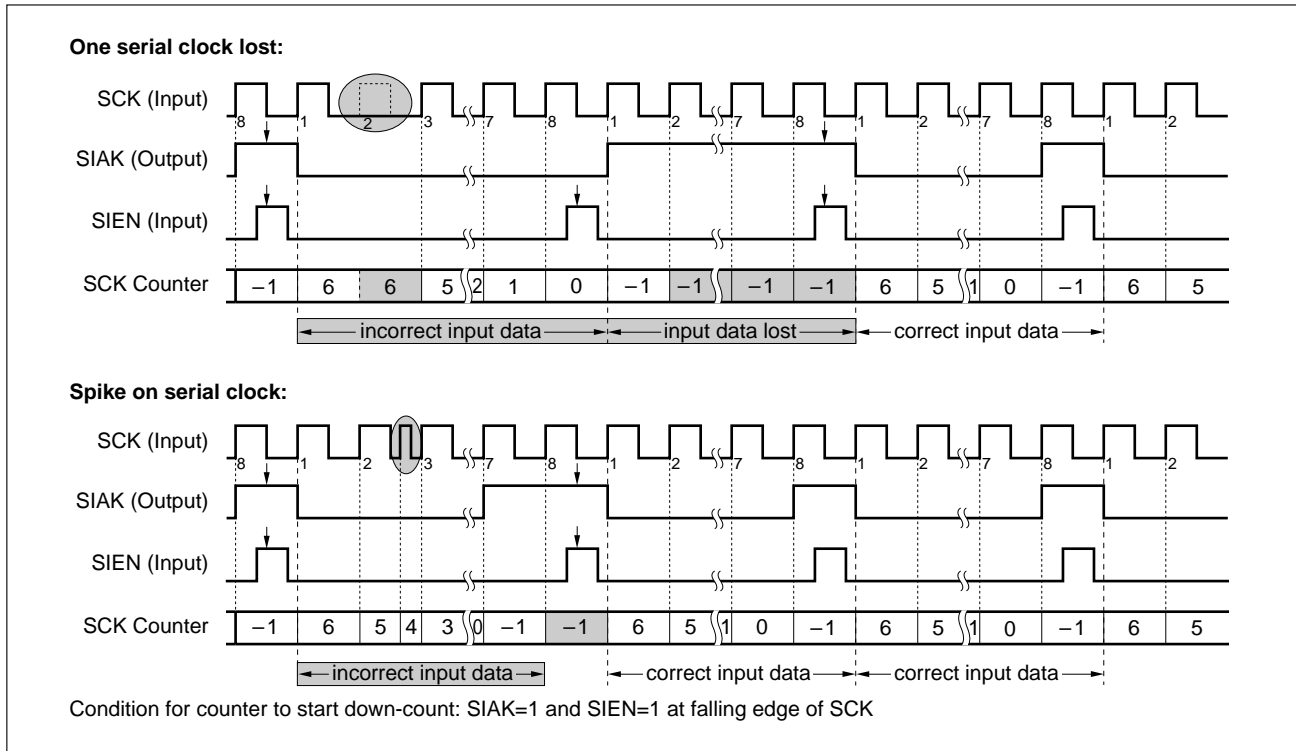 One serial clock lost:
SCK (Input)
8 1 2 3 7 8 1 2 7 8 1 2 7 8 1 2
SIAK (Output)
SIEN (Input)
SCK Counter –1 6 6 5 2 1 0 –1 –1 –1 –1 6 5 1 0 –1 6 5
incorrect input data input data lost correct input data
Spike on serial clock:
SCK (Input)
8 1 2 3 7 8 1 2 7 8 1 2 7 8 1 2
SIAK (Output)
SIEN (Input)
SCK Counter –1 6 5 4 3 0 –1 –1 6 5 1 0 –1 6 5 1 0 –1 6 5
incorrect input data correct input data correct input data
Condition for counter to start down-count: SIAK=1 and SIEN=1 at falling edge of SCK